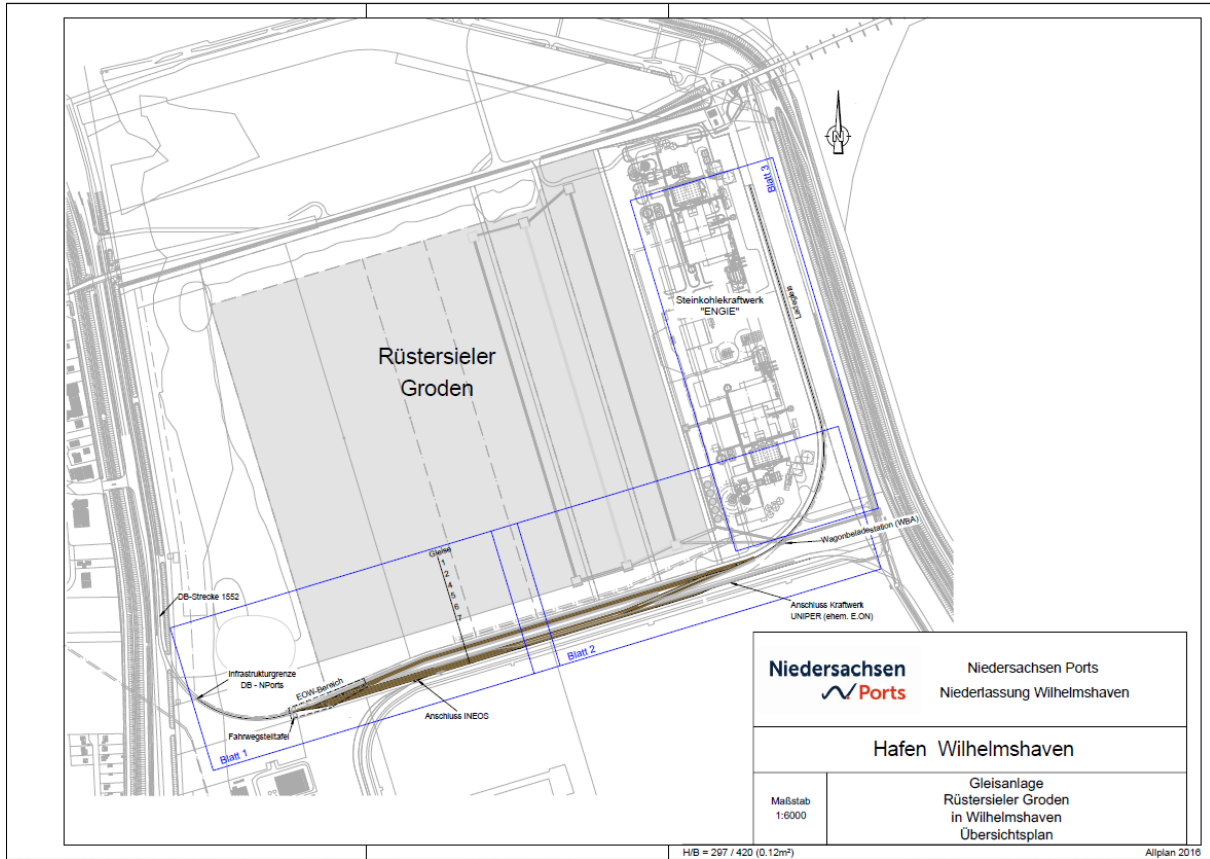 Blatt 3
Steinkohlekraftwerk
"ENGIE"
Ladegleis
Rüstersieler
Groden
Wagonbeladestation (WBA)
Gleise
1
2
4
5
6
7
DB-Strecke 1552
Anschluss Kraftwerk
UNIPER (ehem. E.ON)
Blatt 2
Infrastrukturgrenze
DB - NPorts
EOW-Bereich
Anschluss INEOS
Fahrwegstelltafel
Blatt 1
Niedersachsen
Ports
Niedersachsen Ports
Niederlassung Wilhelmshaven
Hafen Wilhelmshaven
Maßstab
1:6000
Gleisanlage
Rüstersieler Groden
in Wilhelmshaven
Übersichtsplan
H/B = 297 / 420 (0.12m²)
Allplan 2016
N